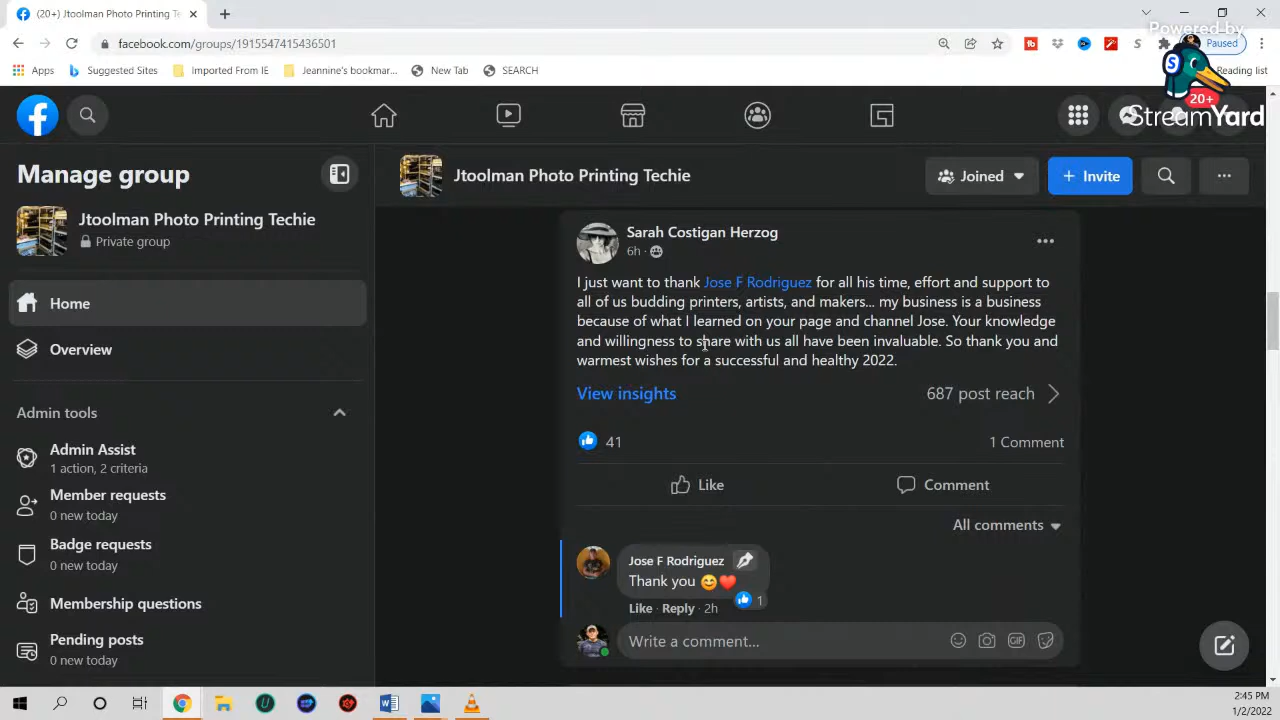 (20+) Jtoolman Photo Printing Te
facebook.com/groups/1915547415436501
Paused
Powered by
Apps
Suggested Sites
Imported From IE
Jeannine's bookmar...
New Tab
SEARCH
Reading list
20+
StreamYard
Manage group
Jtoolman Photo Printing Techie
Private group
Home
Overview
Admin tools
Admin Assist
1 action, 2 criteria
Member requests
0 new today
Badge requests
0 new today
Membership questions
Pending posts
0 new today
Jtoolman Photo Printing Techie
Joined
+ Invite
Sarah Costigan Herzog
6h ·
I just want to thank Jose F Rodriguez for all his time, effort and support to
all of us budding printers, artists, and makers... my business is a business
because of what I learned on your page and channel Jose. Your knowledge
and willingness to share with us all have been invaluable. So thank you and
warmest wishes for a successful and healthy 2022.
View insights
687 post reach
41
1 Comment
Like
Comment
All comments
Jose F Rodriguez
Thank you 😊❤️
1
Like · Reply · 2h
Write a comment...
GIF
2:45 PM
1/2/2022